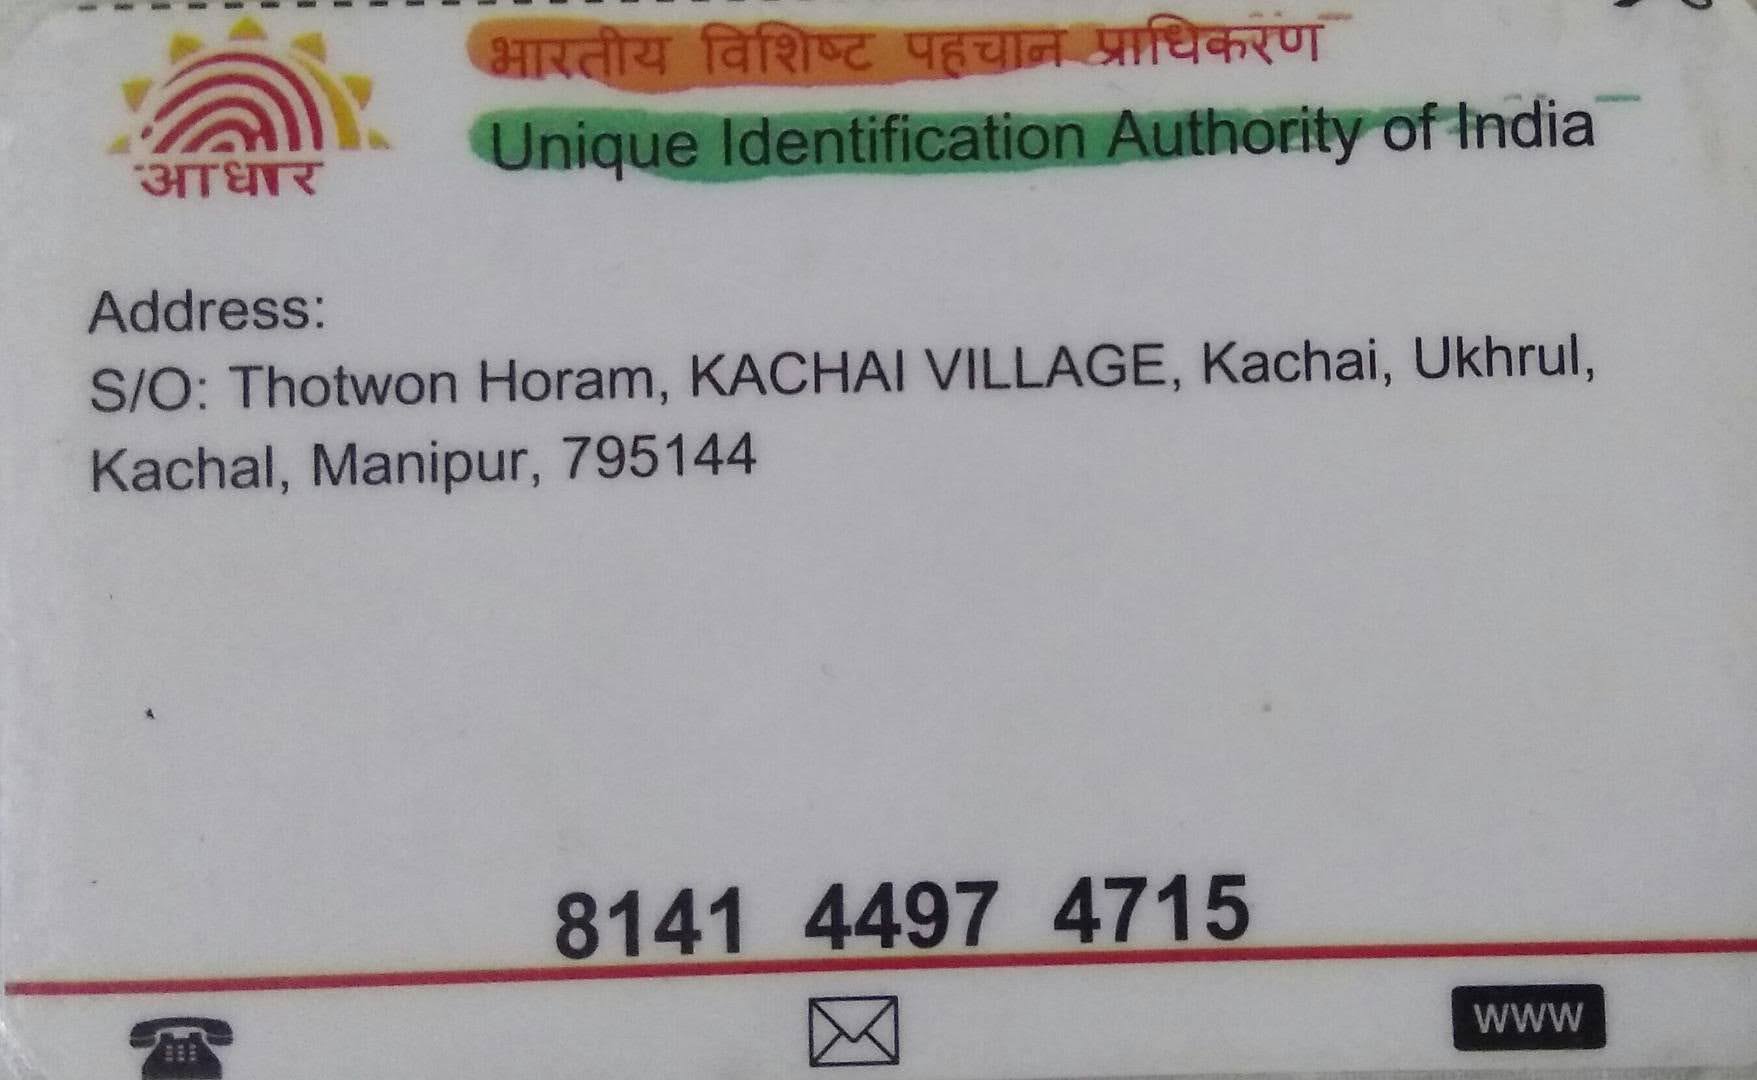 भारतीय विशिष्ट पहचान प्राधिकरण
Unique Identification Authority of India
आधार
Address:
S/O: Thotwon Horam, KACHAI VILLAGE, Kachai, Ukhrul,
Kachal, Manipur, 795144
8141 4497 4715
www